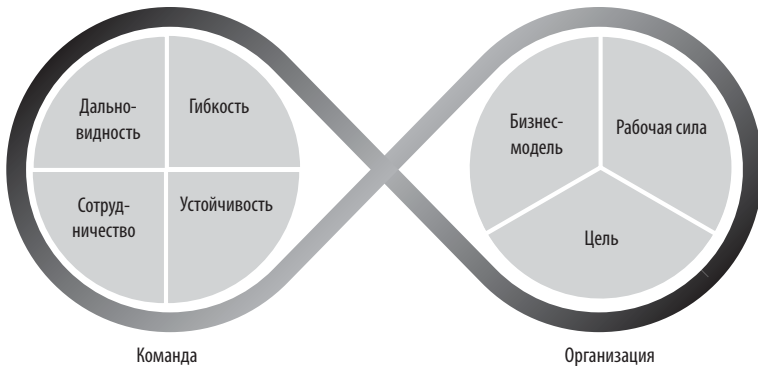 Дально-
видность
Гибкость
Сотруд-
ничество
Устойчивость
Бизнес-
модель
Рабочая сила
Цель
Команда
Организация